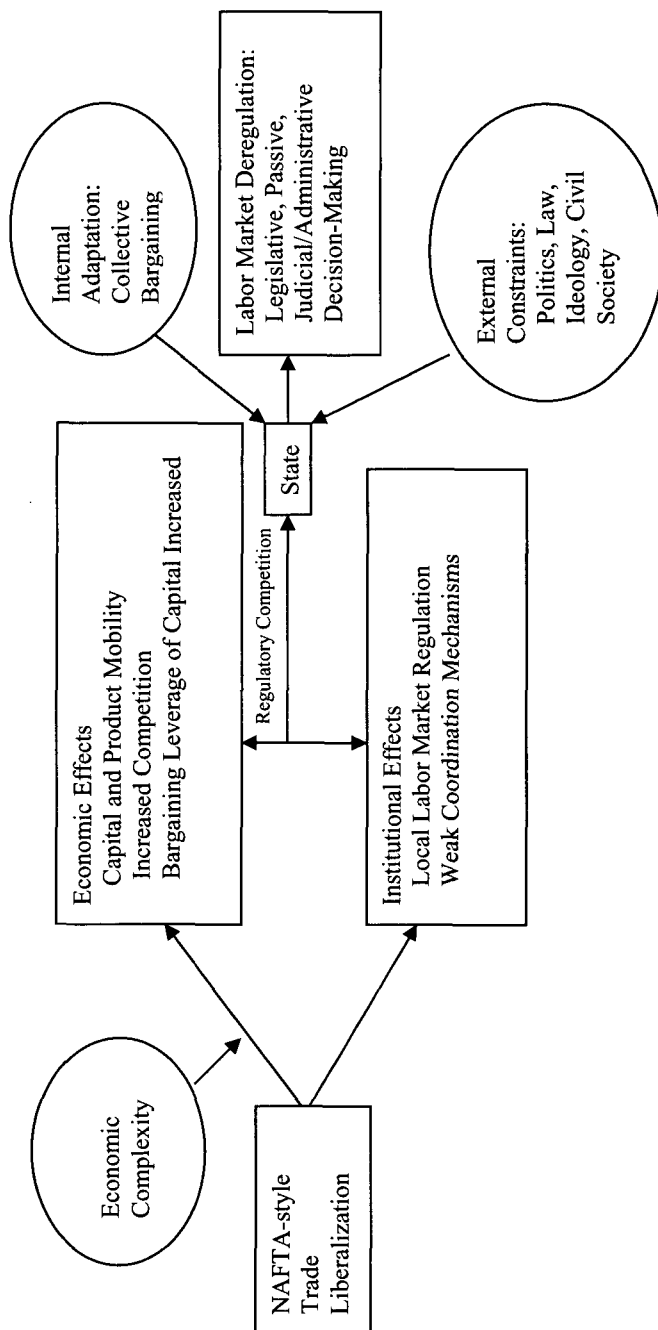 NAFTA-style
Trade
Liberalization
Economic
Complexity
Economic Effects
Capital and Product Mobility
Increased Competition
Bargaining Leverage of Capital Increased
Institutional Effects
Local Labor Market Regulation
Weak Coordination Mechanisms
Regulatory Competition
State
Internal
Adaptation:
Collective
Bargaining
Labor Market Deregulation:
Legislative, Passive,
Judicial/Administrative
Decision-Making
External
Constraints:
Politics, Law,
Ideology, Civil
Society